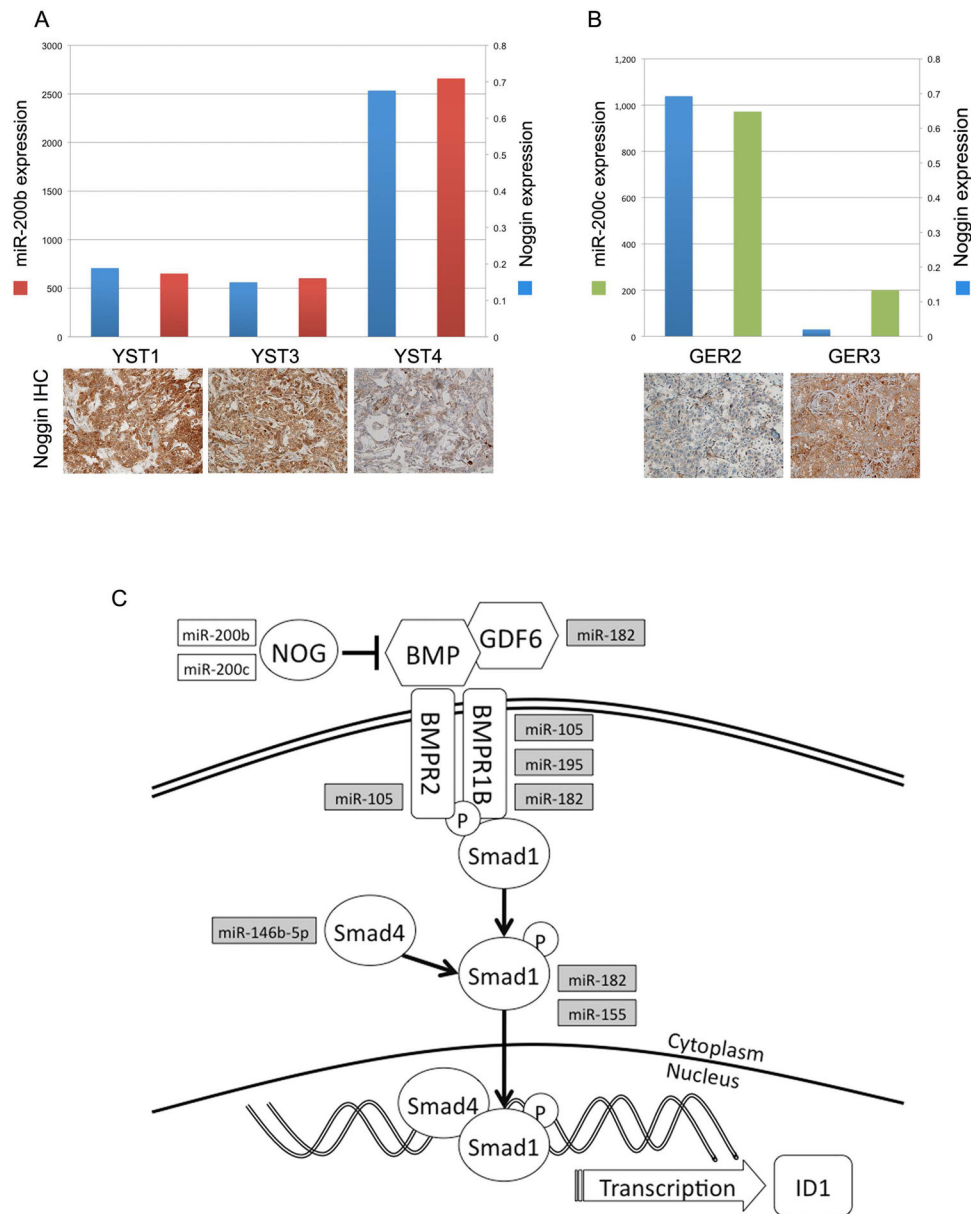 A
3000
2500
2000
1500
1000
500
0
miR-200b expression
0.8
0.7
0.6
0.5
0.4
0.3
0.2
0.1
0
Noggin expression
YST1 YST3 YST4
Noggin IHC
B
1,200
1,000
800
600
400
200
0
miR-200c expression
0.8
0.7
0.6
0.5
0.4
0.3
0.2
0.1
0
Noggin expression
GER2 GER3
C
miR-200b
miR-200c
NOG
BMP
GDF6
miR-182
BMPR2
BMPR1B
miR-105
miR-195
miR-182
miR-105
P
Smad1
miR-146b-5p
Smad4
P
Smad1
miR-182
miR-155
Cytoplasm
Nucleus
Smad4
P
Smad1
Transcription
ID1